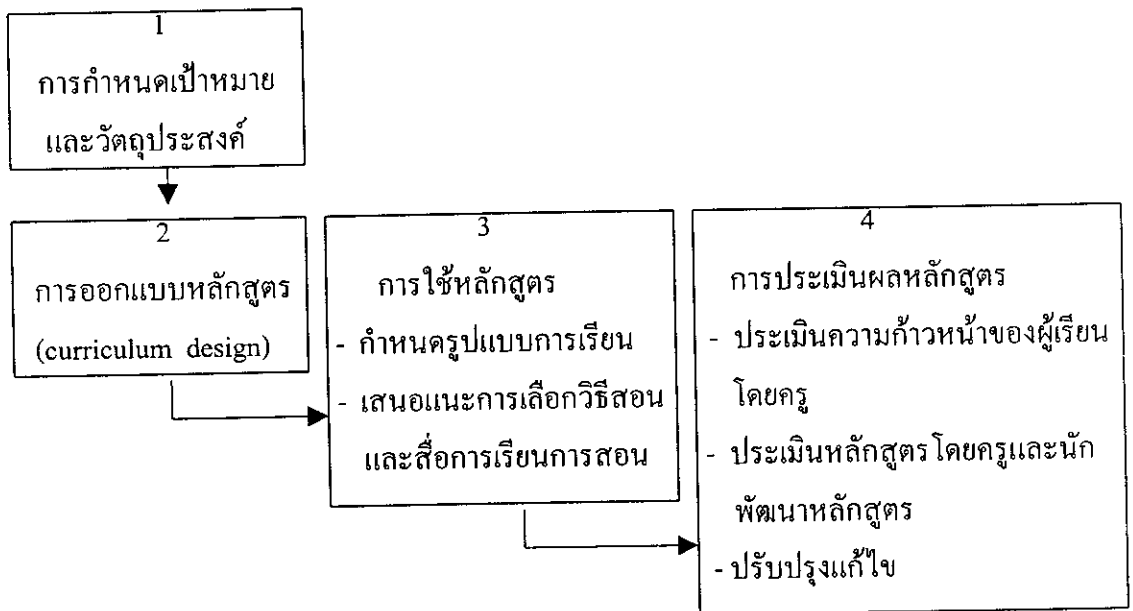 1
การกำหนดเป้าหมาย
และวัตถุประสงค์
2
การออกแบบหลักสูตร
(curriculum design)
3
การใช้หลักสูตร
- กำหนดรูปแบบการเรียน
- เสนอแนะการเลือกวิธีสอน
และสื่อการเรียนการสอน
4
การประเมินผลหลักสูตร
- ประเมินความก้าวหน้าของผู้เรียน
โดยครู
- ประเมินหลักสูตรโดยครูและนัก
พัฒนาหลักสูตร
- ปรับปรุงแก้ไข